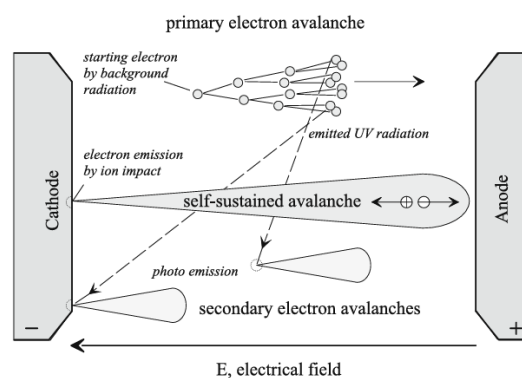 primary electron avalanche
starting electron
by background
radiation
emitted UV radiation
electron emission
by ion impact
Cathode
self-sustained avalanche
+ −
Anode
photo emission
secondary electron avalanches
−
+
E, electrical field